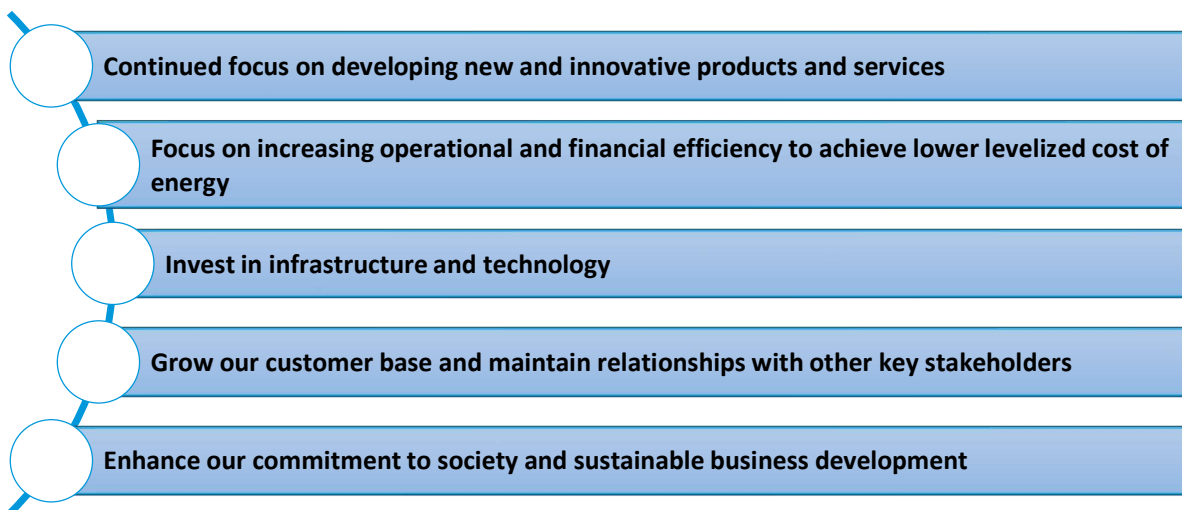 Continued focus on developing new and innovative products and services
Focus on increasing operational and financial efficiency to achieve lower levelized cost of
energy
Invest in infrastructure and technology
Grow our customer base and maintain relationships with other key stakeholders
Enhance our commitment to society and sustainable business development